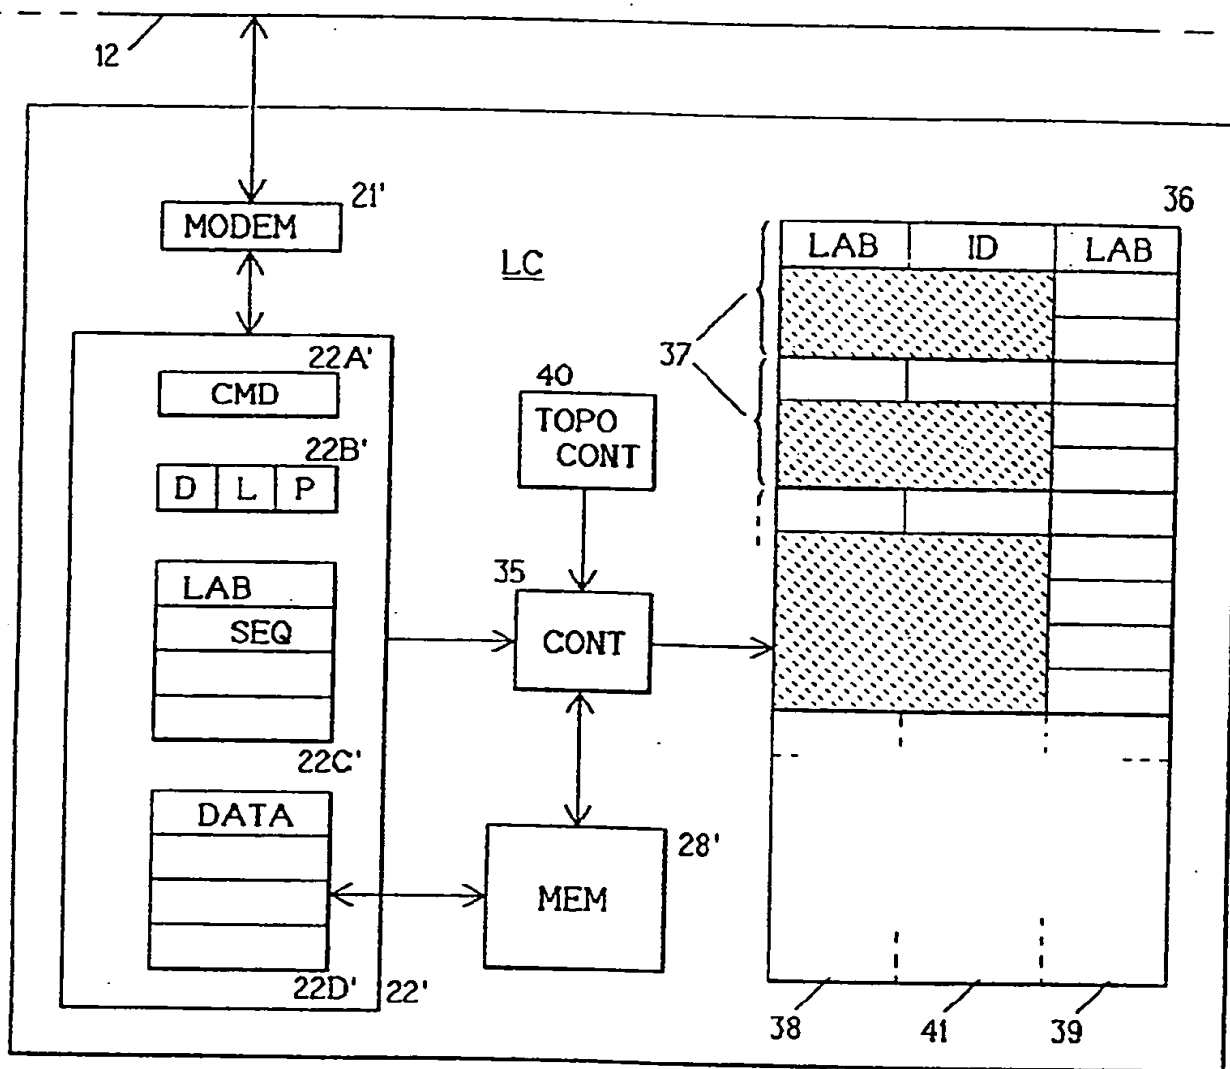 12
21'
36
MODEM
LC
LAB ID LAB
37
22A'
CMD
40
TOPO
CONT
22B'
D L P
35
LAB
SEQ
CONT
22C'
DATA
28'
MEM
22D'
22'
38
41
39